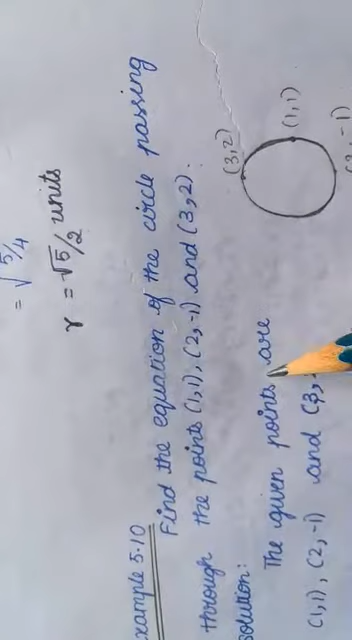 = √5/4
r = √5/2 units
xample 5.10
Find the equation of the circle passing
through the points (1,1), (2,-1) and (3,2).
solution:
The given points are
(1,1), (2,-1) and (3,
(3,2)
(1,1)
-1)